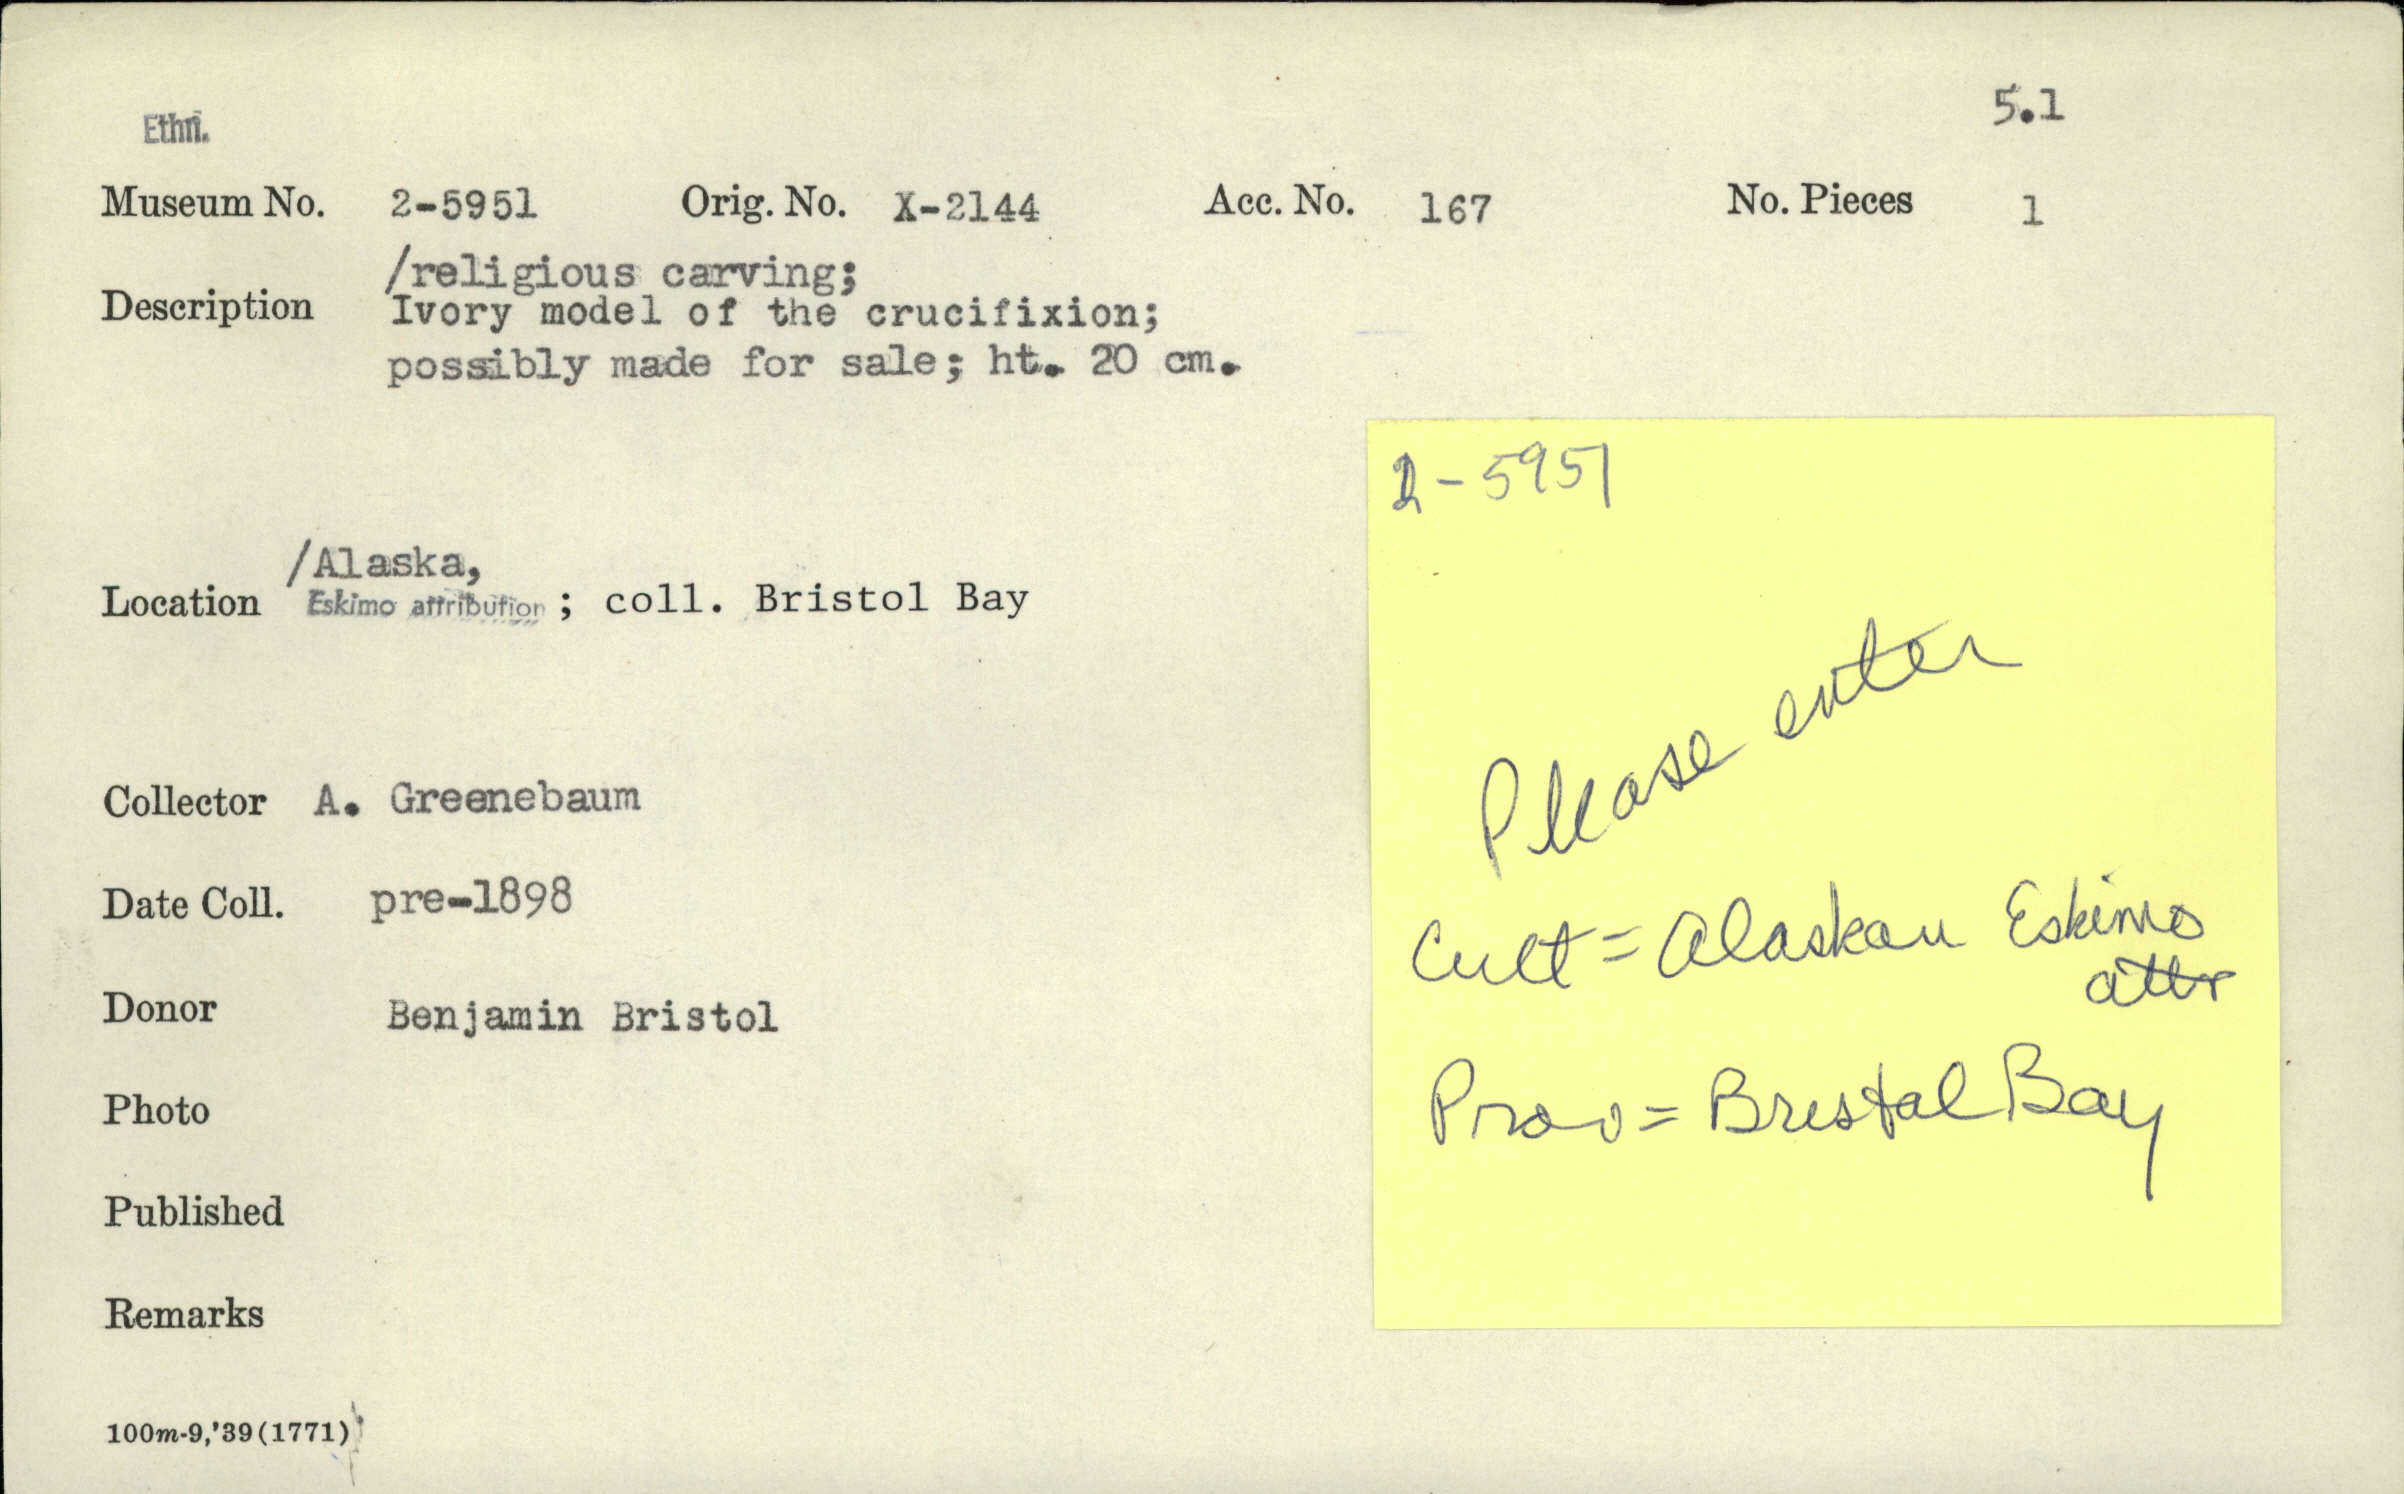 5.1
Ethn.
Museum No. 2-5951 Orig. No. X-2144 Acc. No. 167 No. Pieces 1
/religious carving;
Description Ivory model of the crucifixion;
possibly made for sale; ht. 20 cm.
/Alaska,
Location Eskimo attribution ; coll. Bristol Bay
Collector A. Greenebaum
Date Coll. pre-1898
Donor Benjamin Bristol
Photo
Published
Remarks
100m-9,'39(1771)
2-5951
Please enter
Cult = Alaskan Eskimo
attr
Prov = Bristol Bay